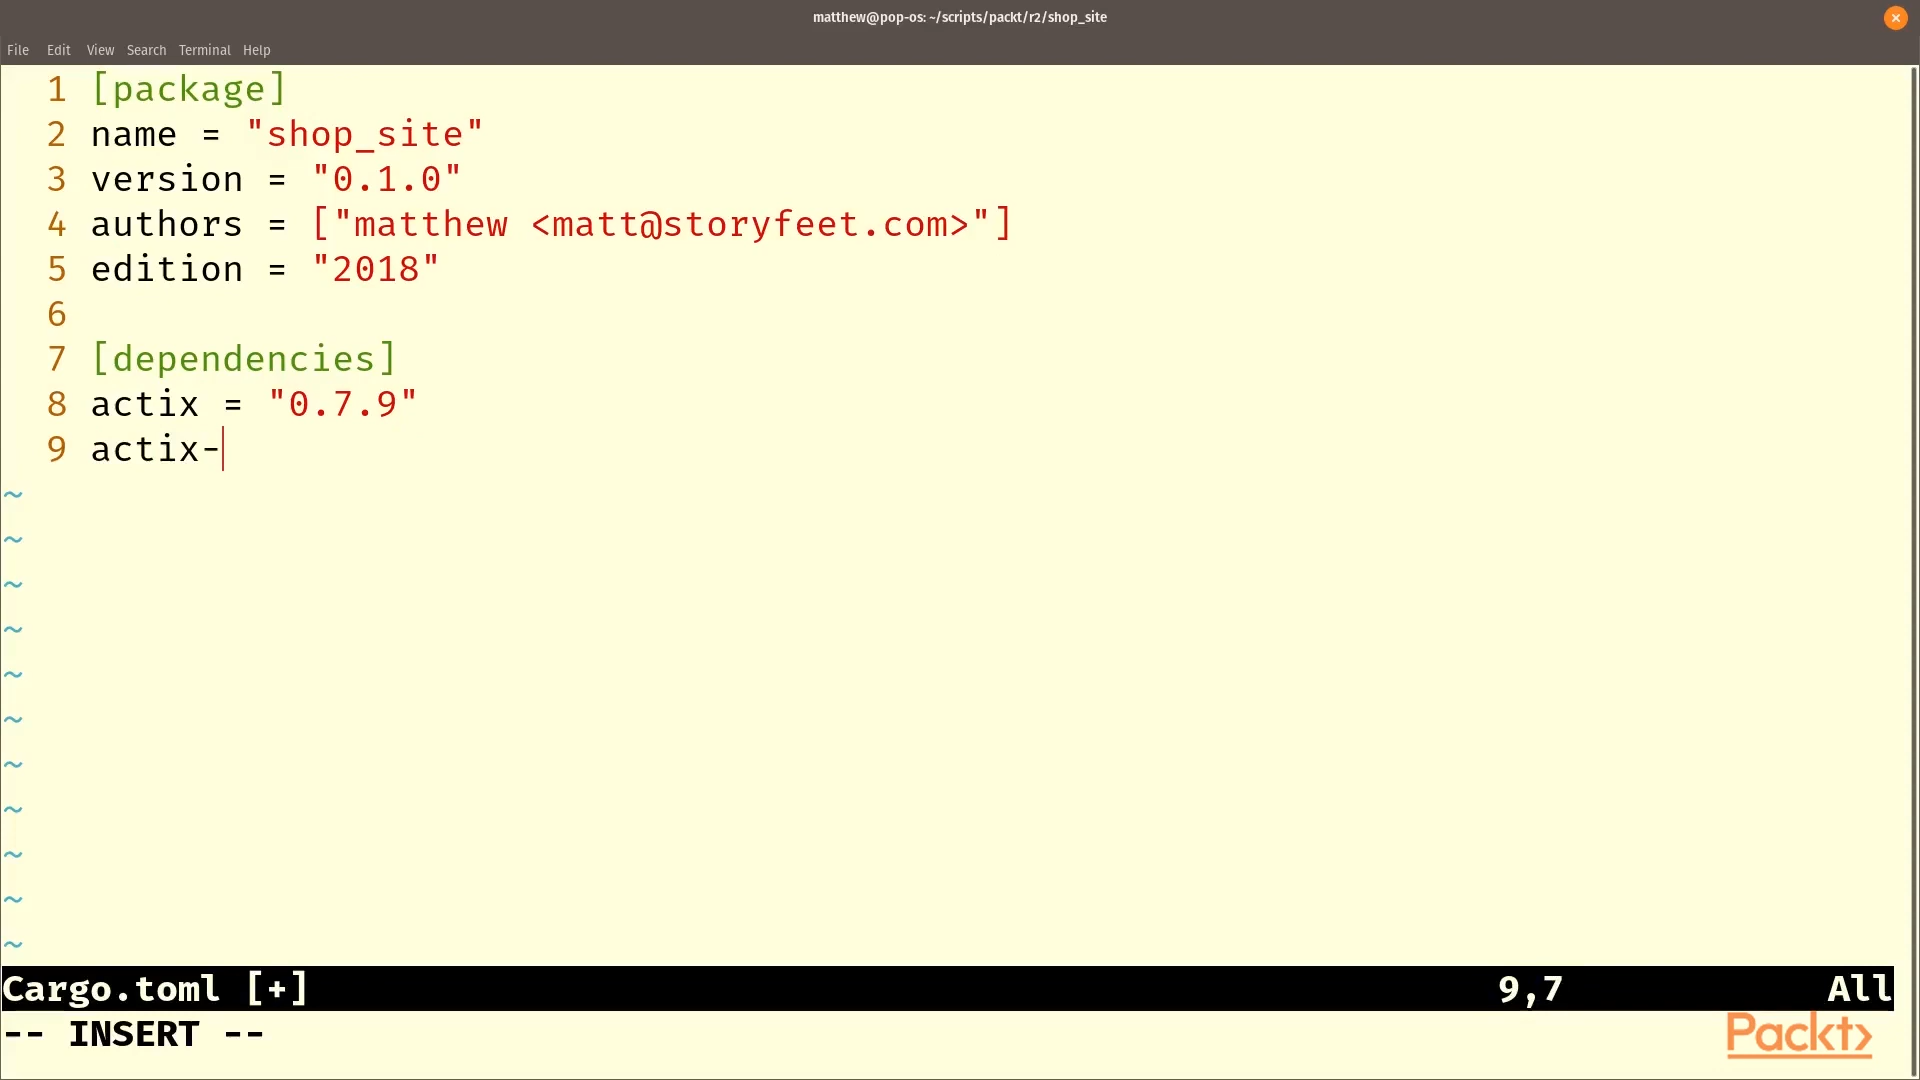 matthew@pop-os: ~/scripts/packt/r2/shop_site
File Edit View Search Terminal Help
1 [package]
2 name = "shop_site"
3 version = "0.1.0"
4 authors = ["matthew <matt@storyfeet.com>"]
5 edition = "2018"
6
7 [dependencies]
8 actix = "0.7.9"
9 actix-
~
~
~
~
~
~
~
~
~
~
~
Cargo.toml [+] 9,7 All
-- INSERT --
Packt>